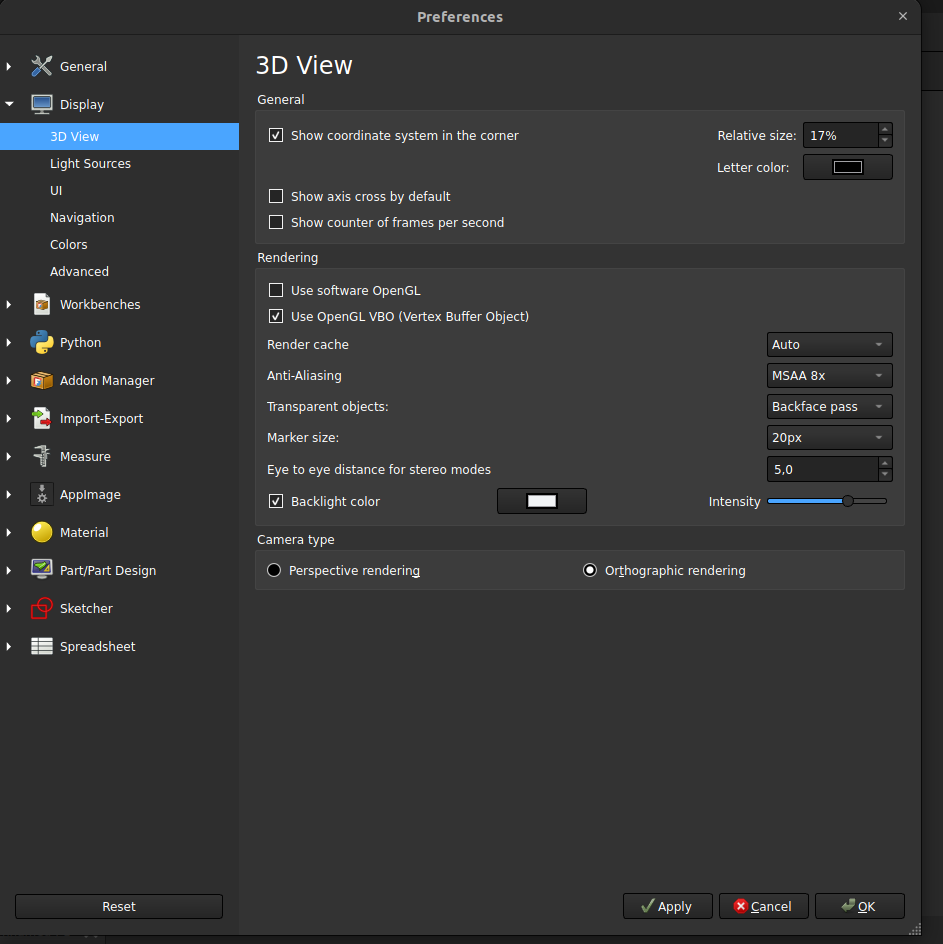 Preferences
General
Display
3D View
Light Sources
UI
Navigation
Colors
Advanced
Workbenches
Python
Addon Manager
Import-Export
Measure
AppImage
Material
Part/Part Design
Sketcher
Spreadsheet
Reset
3D View
General
Show coordinate system in the corner Relative size: 17%
Letter color:
Show axis cross by default
Show counter of frames per second
Rendering
Use software OpenGL
Use OpenGL VBO (Vertex Buffer Object)
Render cache Auto
Anti-Aliasing MSAA 8x
Transparent objects: Backface pass
Marker size: 20px
Eye to eye distance for stereo modes 5,0
Backlight color Intensity
Camera type
Perspective rendering Orthographic rendering
Apply Cancel OK